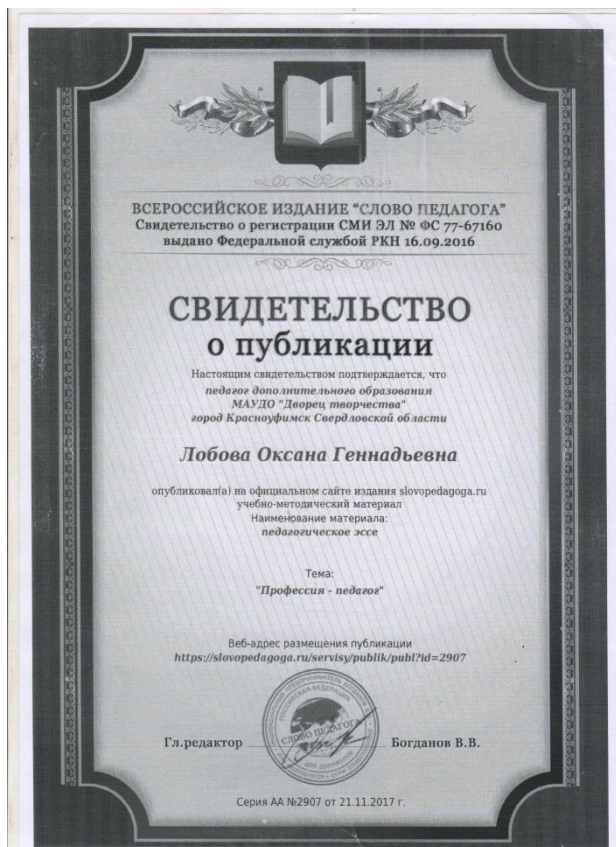 ВСЕРОССИЙСКОЕ ИЗДАНИЕ "СЛОВО ПЕДАГОГА"
Свидетельство о регистрации СМИ ЭЛ № ФС 77-67160
выдано Федеральной службой РКН 16.09.2016
СВИДЕТЕЛЬСТВО
о публикации
Настоящим свидетельством подтверждается, что
педагог дополнительного образования
МАУДО "Дворец творчества"
город Красноуфимск Свердловской области
Лобова Оксана Геннадьевна
опубликовал(а) на официальном сайте издания slovopedagoga.ru
учебно-методический материал
Наименование материала:
педагогическое эссе
Тема:
"Профессия - педагог"
Веб-адрес размещения публикации
https://slovopedagoga.ru/servisy/publik/publ?id=2907
РОССИЙСКАЯ ФЕДЕРАЦИЯ
СЛОВО ПЕДАГОГА
ДЛЯ ДОКУМЕНТОВ
Гл.редактор
Богданов В.В.
Серия АА №2907 от 21.11.2017 г.